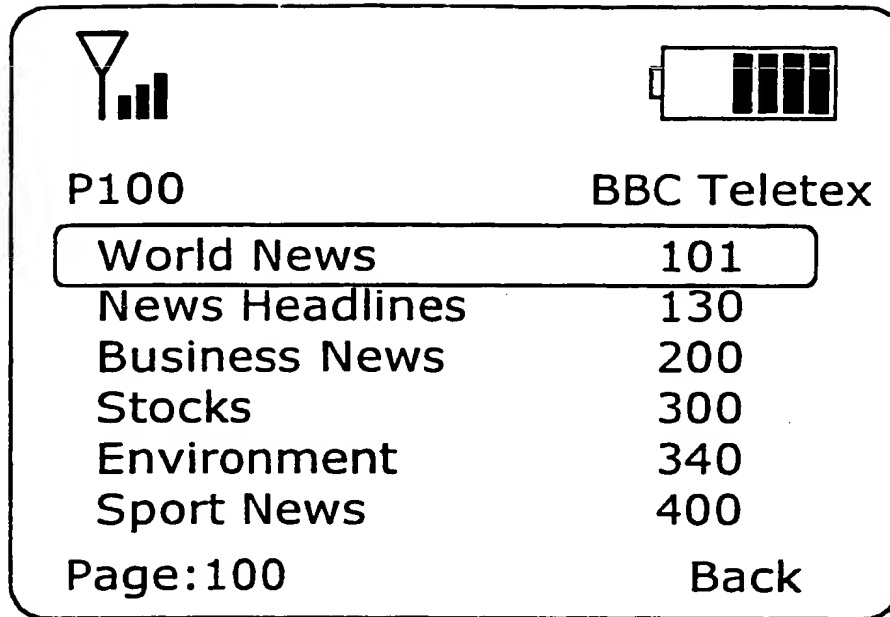 P100 BBC Teletex
World News 101
News Headlines 130
Business News 200
Stocks 300
Environment 340
Sport News 400
Page:100 Back